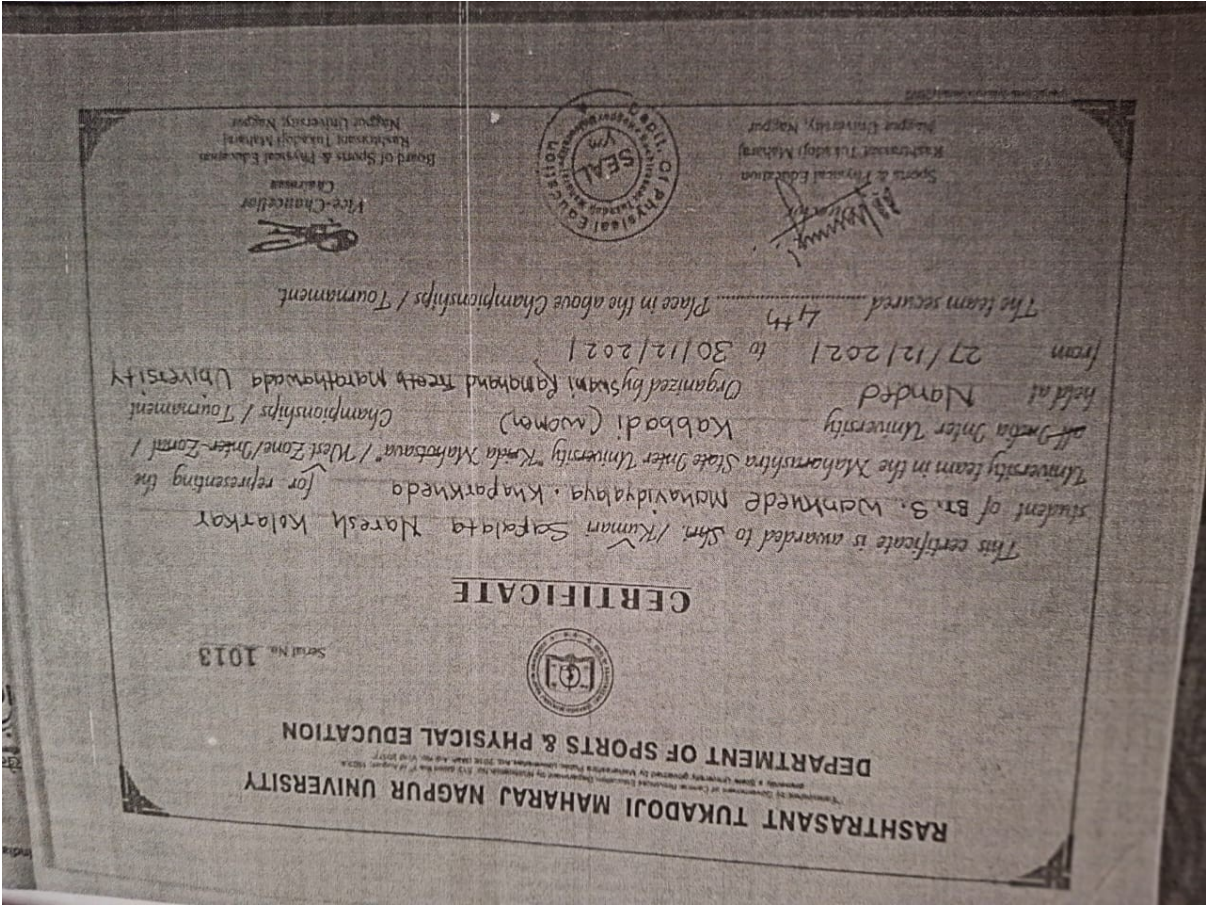 RASHTRASANT TUKADOJI MAHARAJ NAGPUR UNIVERSITY
DEPARTMENT OF SPORTS & PHYSICAL EDUCATION
Serial No. 1013
CERTIFICATE
This certificate is awarded to Shri. / Kumari Safalata Naresh Kolarkar
student of Br. S. Wankhede Mahavidyalaya. Khaparkheda for representing the
University team in the Maharashtra State Inter University "Krida Mahotsava" / West Zone/Inter-Zonal /
all India Inter University Kabbadi (women) Championships / Tournament
held at Nanded Organized by Swami Ramanand Teeth Marathawada University
from 27/12/2021 to 30/12/2021
The team secured 4th Place in the above Championships / Tournament.
Sports & Physical Education
Rashtrasant Tukadoji Maharaj
Nagpur University, Nagpur
SEAL
Vice-Chancellor
Chairman
Board of Sports & Physical Education
Rashtrasant Tukadoji Maharaj
Nagpur University, Nagpur